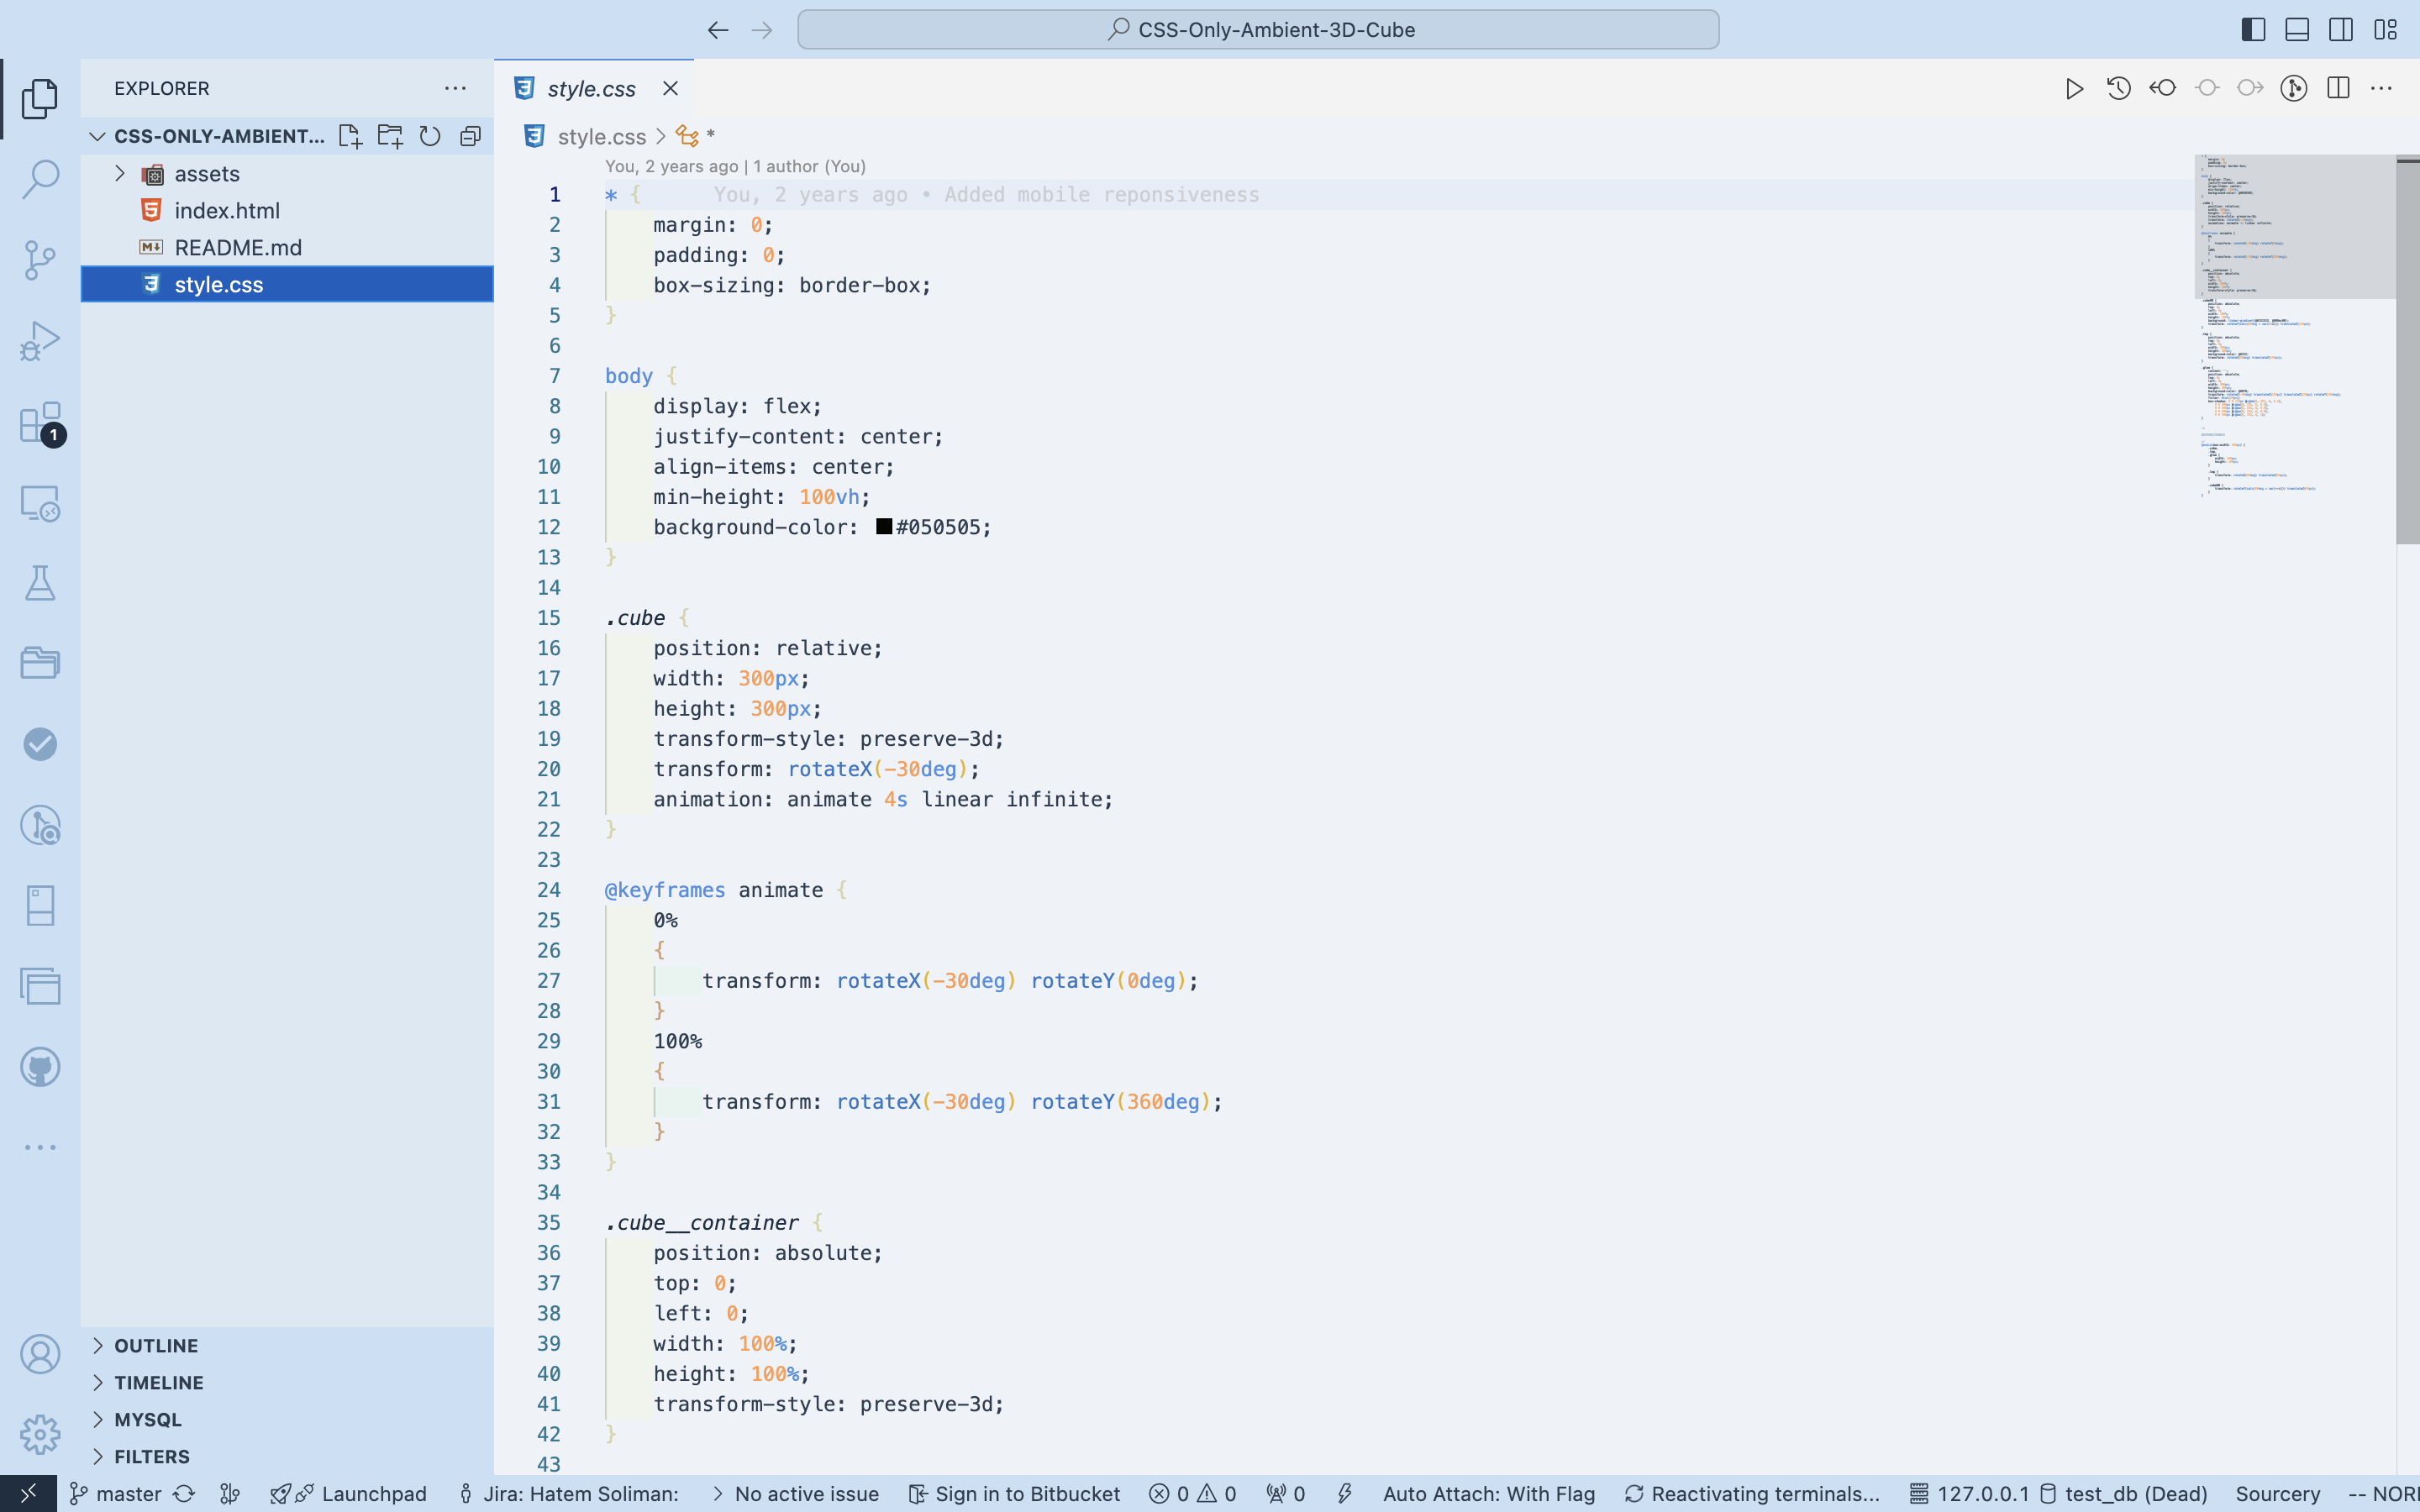 CSS-Only-Ambient-3D-Cube
EXPLORER
CSS-ONLY-AMBIENT...
assets
index.html
README.md
style.css
OUTLINE
TIMELINE
MYSQL
FILTERS
1
style.css
style.css > *
You, 2 years ago | 1 author (You)
1 * { You, 2 years ago • Added mobile reponsiveness
2 margin: 0;
3 padding: 0;
4 box-sizing: border-box;
5 }
6
7 body {
8 display: flex;
9 justify-content: center;
10 align-items: center;
11 min-height: 100vh;
12 background-color: #050505;
13 }
14
15 .cube {
16 position: relative;
17 width: 300px;
18 height: 300px;
19 transform-style: preserve-3d;
20 transform: rotateX(-30deg);
21 animation: animate 4s linear infinite;
22 }
23
24 @keyframes animate {
25 0%
26 {
27 transform: rotateX(-30deg) rotateY(0deg);
28 }
29 100%
30 {
31 transform: rotateX(-30deg) rotateY(360deg);
32 }
33 }
34
35 .cube__container {
36 position: absolute;
37 top: 0;
38 left: 0;
39 width: 100%;
40 height: 100%;
41 transform-style: preserve-3d;
42 }
43
master Launchpad Jira: Hatem Soliman: > No active issue Sign in to Bitbucket 0 0 0 Auto Attach: With Flag Reactivating terminals... 127.0.0.1 test_db (Dead) Sourcery